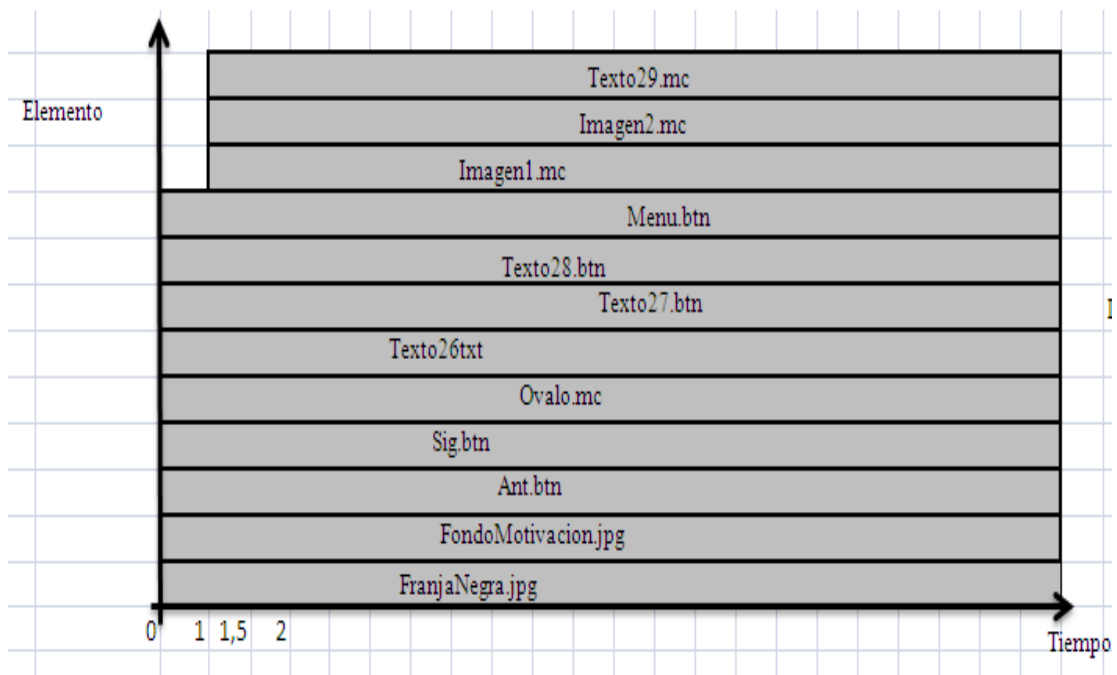 Texto29.mc
Elemento
Imagen2.mc
Imagen1.mc
Menu.btn
Texto28.btn
Texto27.btn
Texto26txt
Ovalo.mc
Sig.btn
Ant.btn
FondoMotivacion.jpg
FranjaNegra.jpg
0 1 1,5 2
Tiempo